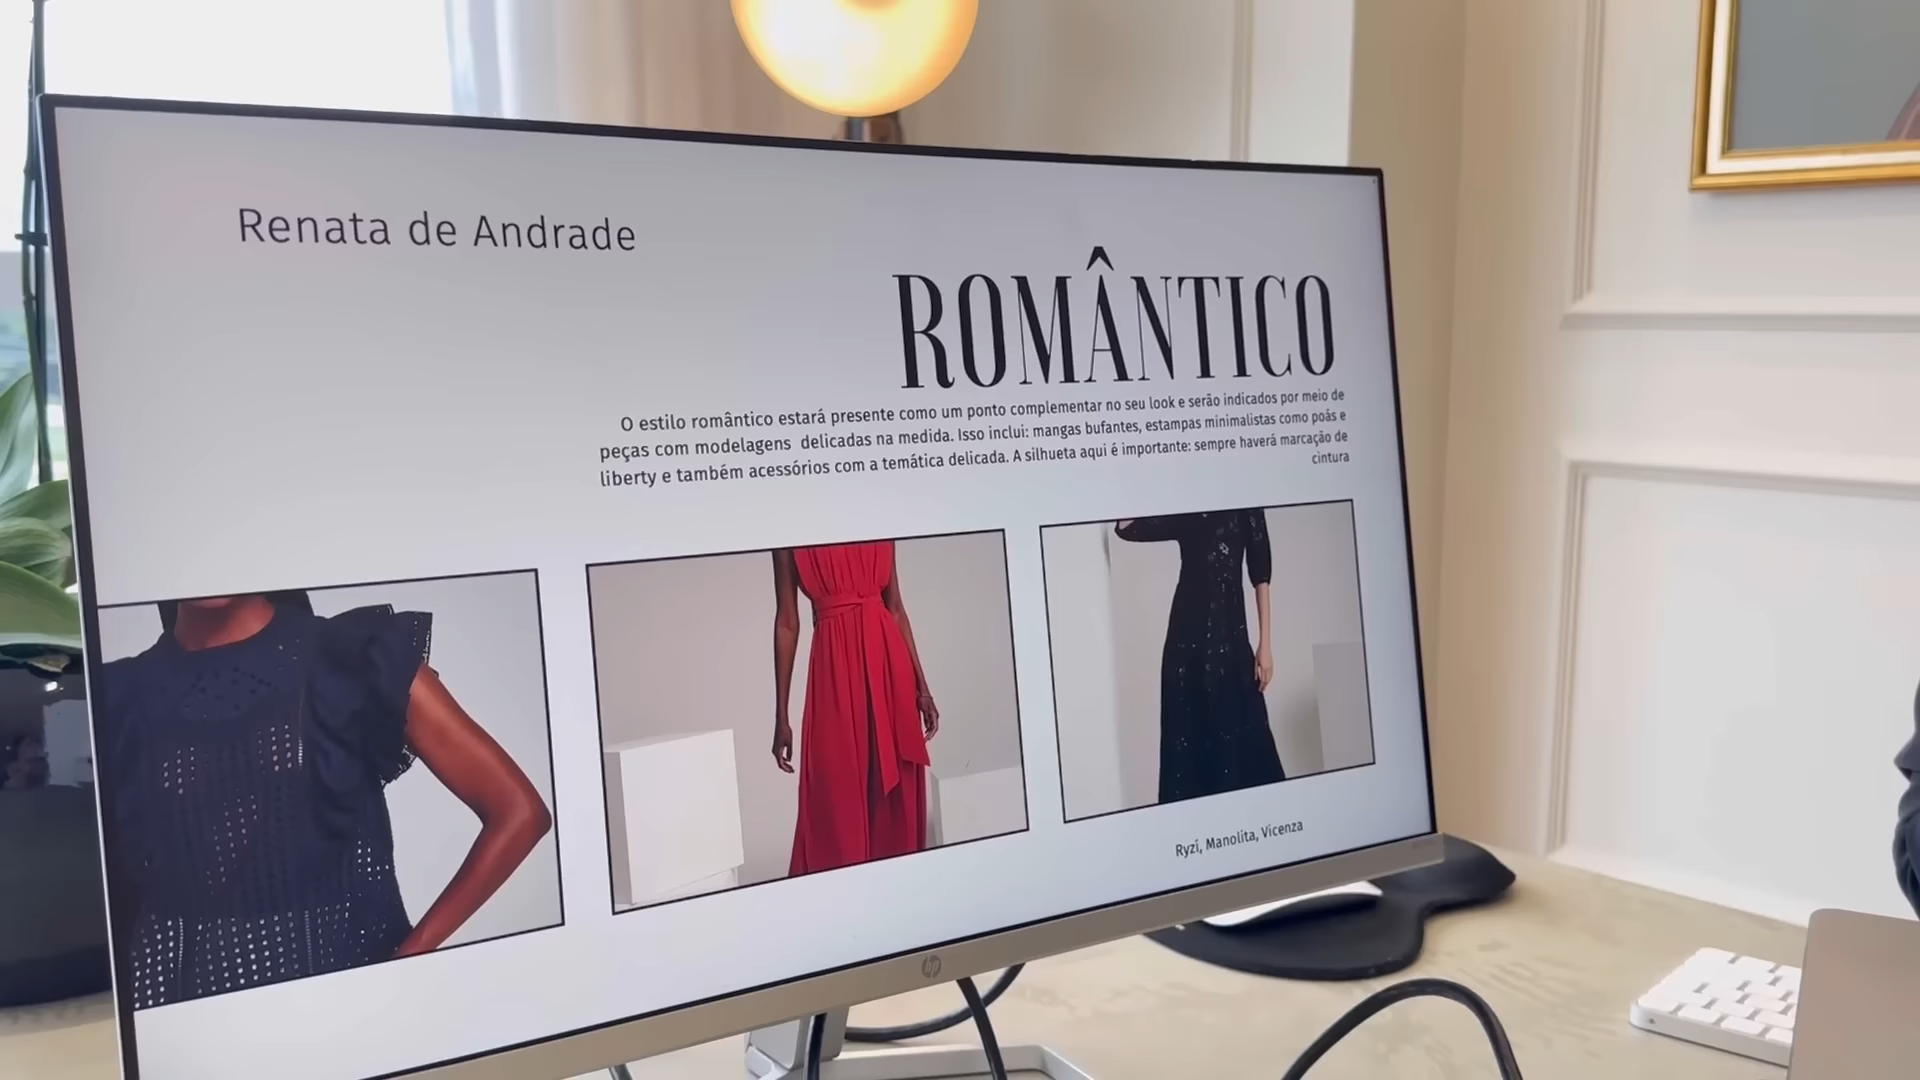 Renata de Andrade
ROMÂNTICO
O estilo romântico estará presente como um ponto complementar no seu look e serão indicados por meio de
peças com modelagens delicadas na medida. Isso inclui: mangas bufantes, estampas minimalistas como poás e
liberty e também acessórios com a temática delicada. A silhueta aqui é importante: sempre haverá marcação de
cintura
Ryzí, Manolita, Vicenza
hp